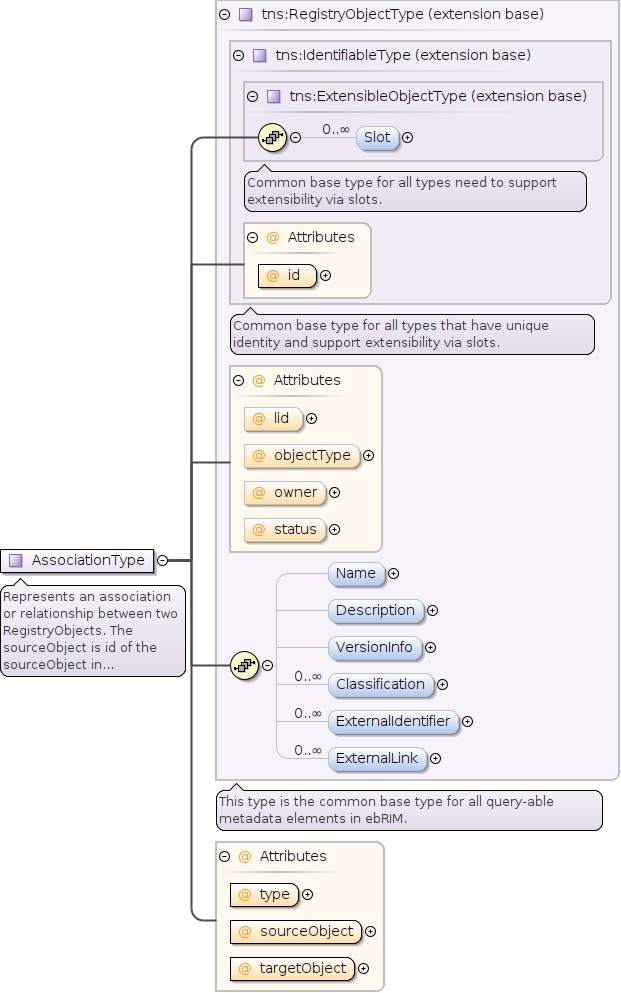 tns:RegistryObjectType (extension base)
tns:IdentifiableType (extension base)
tns:ExtensibleObjectType (extension base)
0..∞
Slot
Common base type for all types need to support
extensibility via slots.
@ Attributes
@ id
Common base type for all types that have unique
identity and support extensibility via slots.
@ Attributes
@ lid
@ objectType
@ owner
@ status
AssociationType
Represents an association
or relationship between two
RegistryObjects. The
sourceObject is id of the
sourceObject in...
Name
Description
VersionInfo
0..∞ Classification
0..∞ ExternalIdentifier
0..∞ ExternalLink
This type is the common base type for all query-able
metadata elements in ebRIM.
@ Attributes
@ type
@ sourceObject
@ targetObject